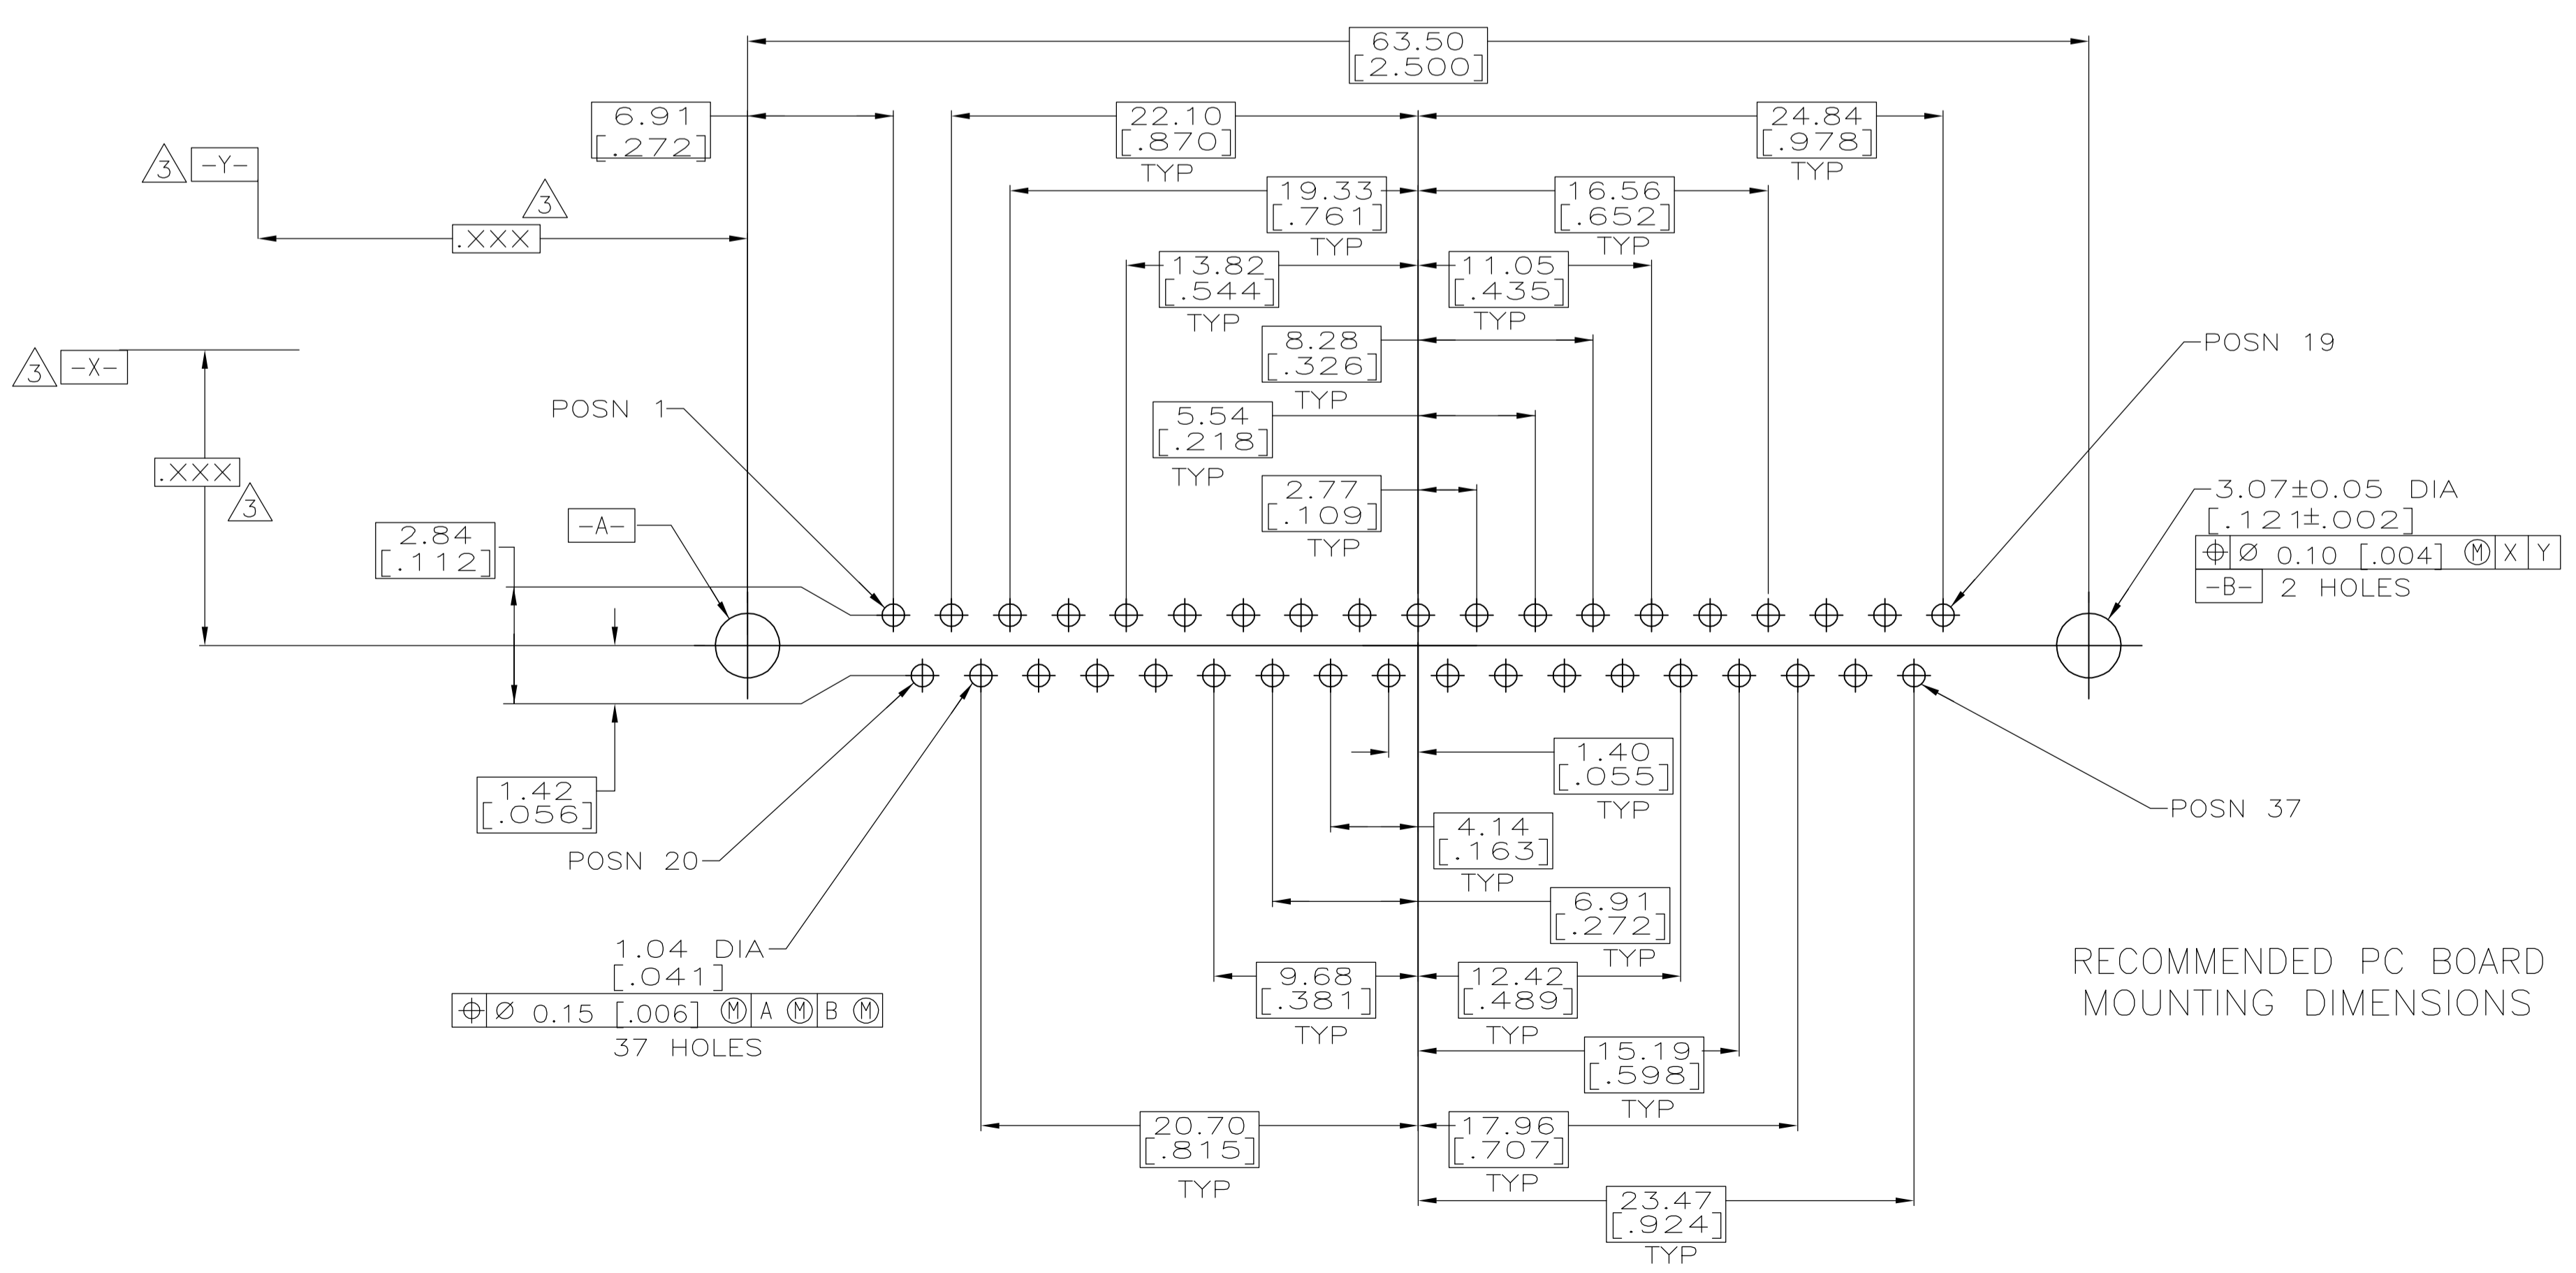 63.50
[2.500]
6.91
[.272]
22.10
[.870]
TYP
24.84
[.978]
TYP
3
-Y-
3
.XXX
19.33
[.761]
TYP
16.56
[.652]
TYP
13.82
[.544]
TYP
11.05
[.435]
TYP
3
-X-
8.28
[.326]
TYP
POSN 19
POSN 1
5.54
[.218]
TYP
.XXX
3
2.77
[.109]
TYP
3.07±0.05 DIA
[.121±.002]
⌖ Ø 0.10 [.004] Ⓜ X Y
-B- 2 HOLES
-A-
2.84
[.112]
1.42
[.056]
1.40
[.055]
TYP
POSN 37
4.14
[.163]
TYP
POSN 20
6.91
[.272]
TYP
1.04 DIA
[.041]
⌖ Ø 0.15 [.006] Ⓜ A Ⓜ B Ⓜ
37 HOLES
9.68
[.381]
TYP
12.42
[.489]
TYP
RECOMMENDED PC BOARD
MOUNTING DIMENSIONS
15.19
[.598]
TYP
20.70
[.815]
TYP
17.96
[.707]
TYP
23.47
[.924]
TYP